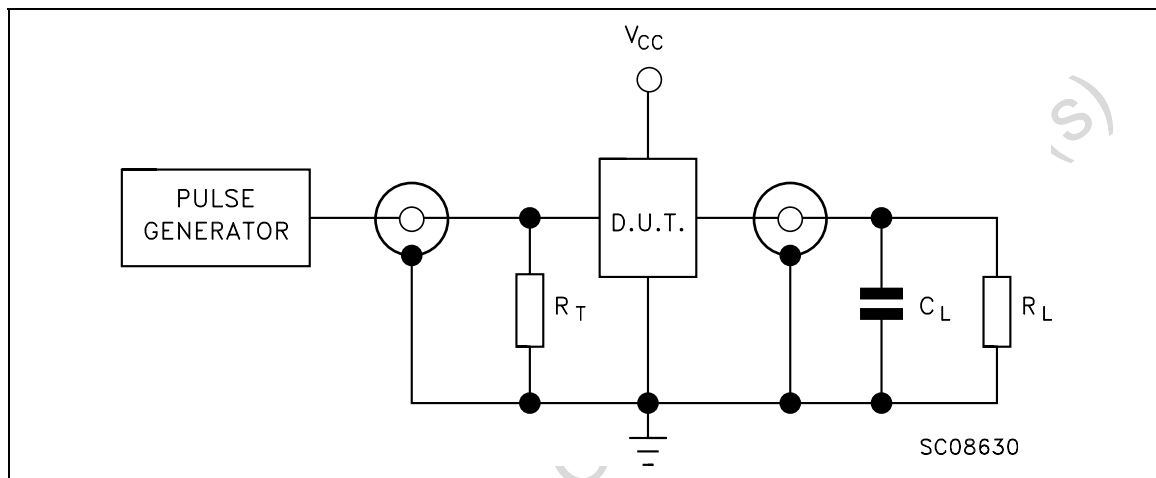 VCC
PULSE
GENERATOR
D.U.T.
RT
CL
RL
SC08630
(s)